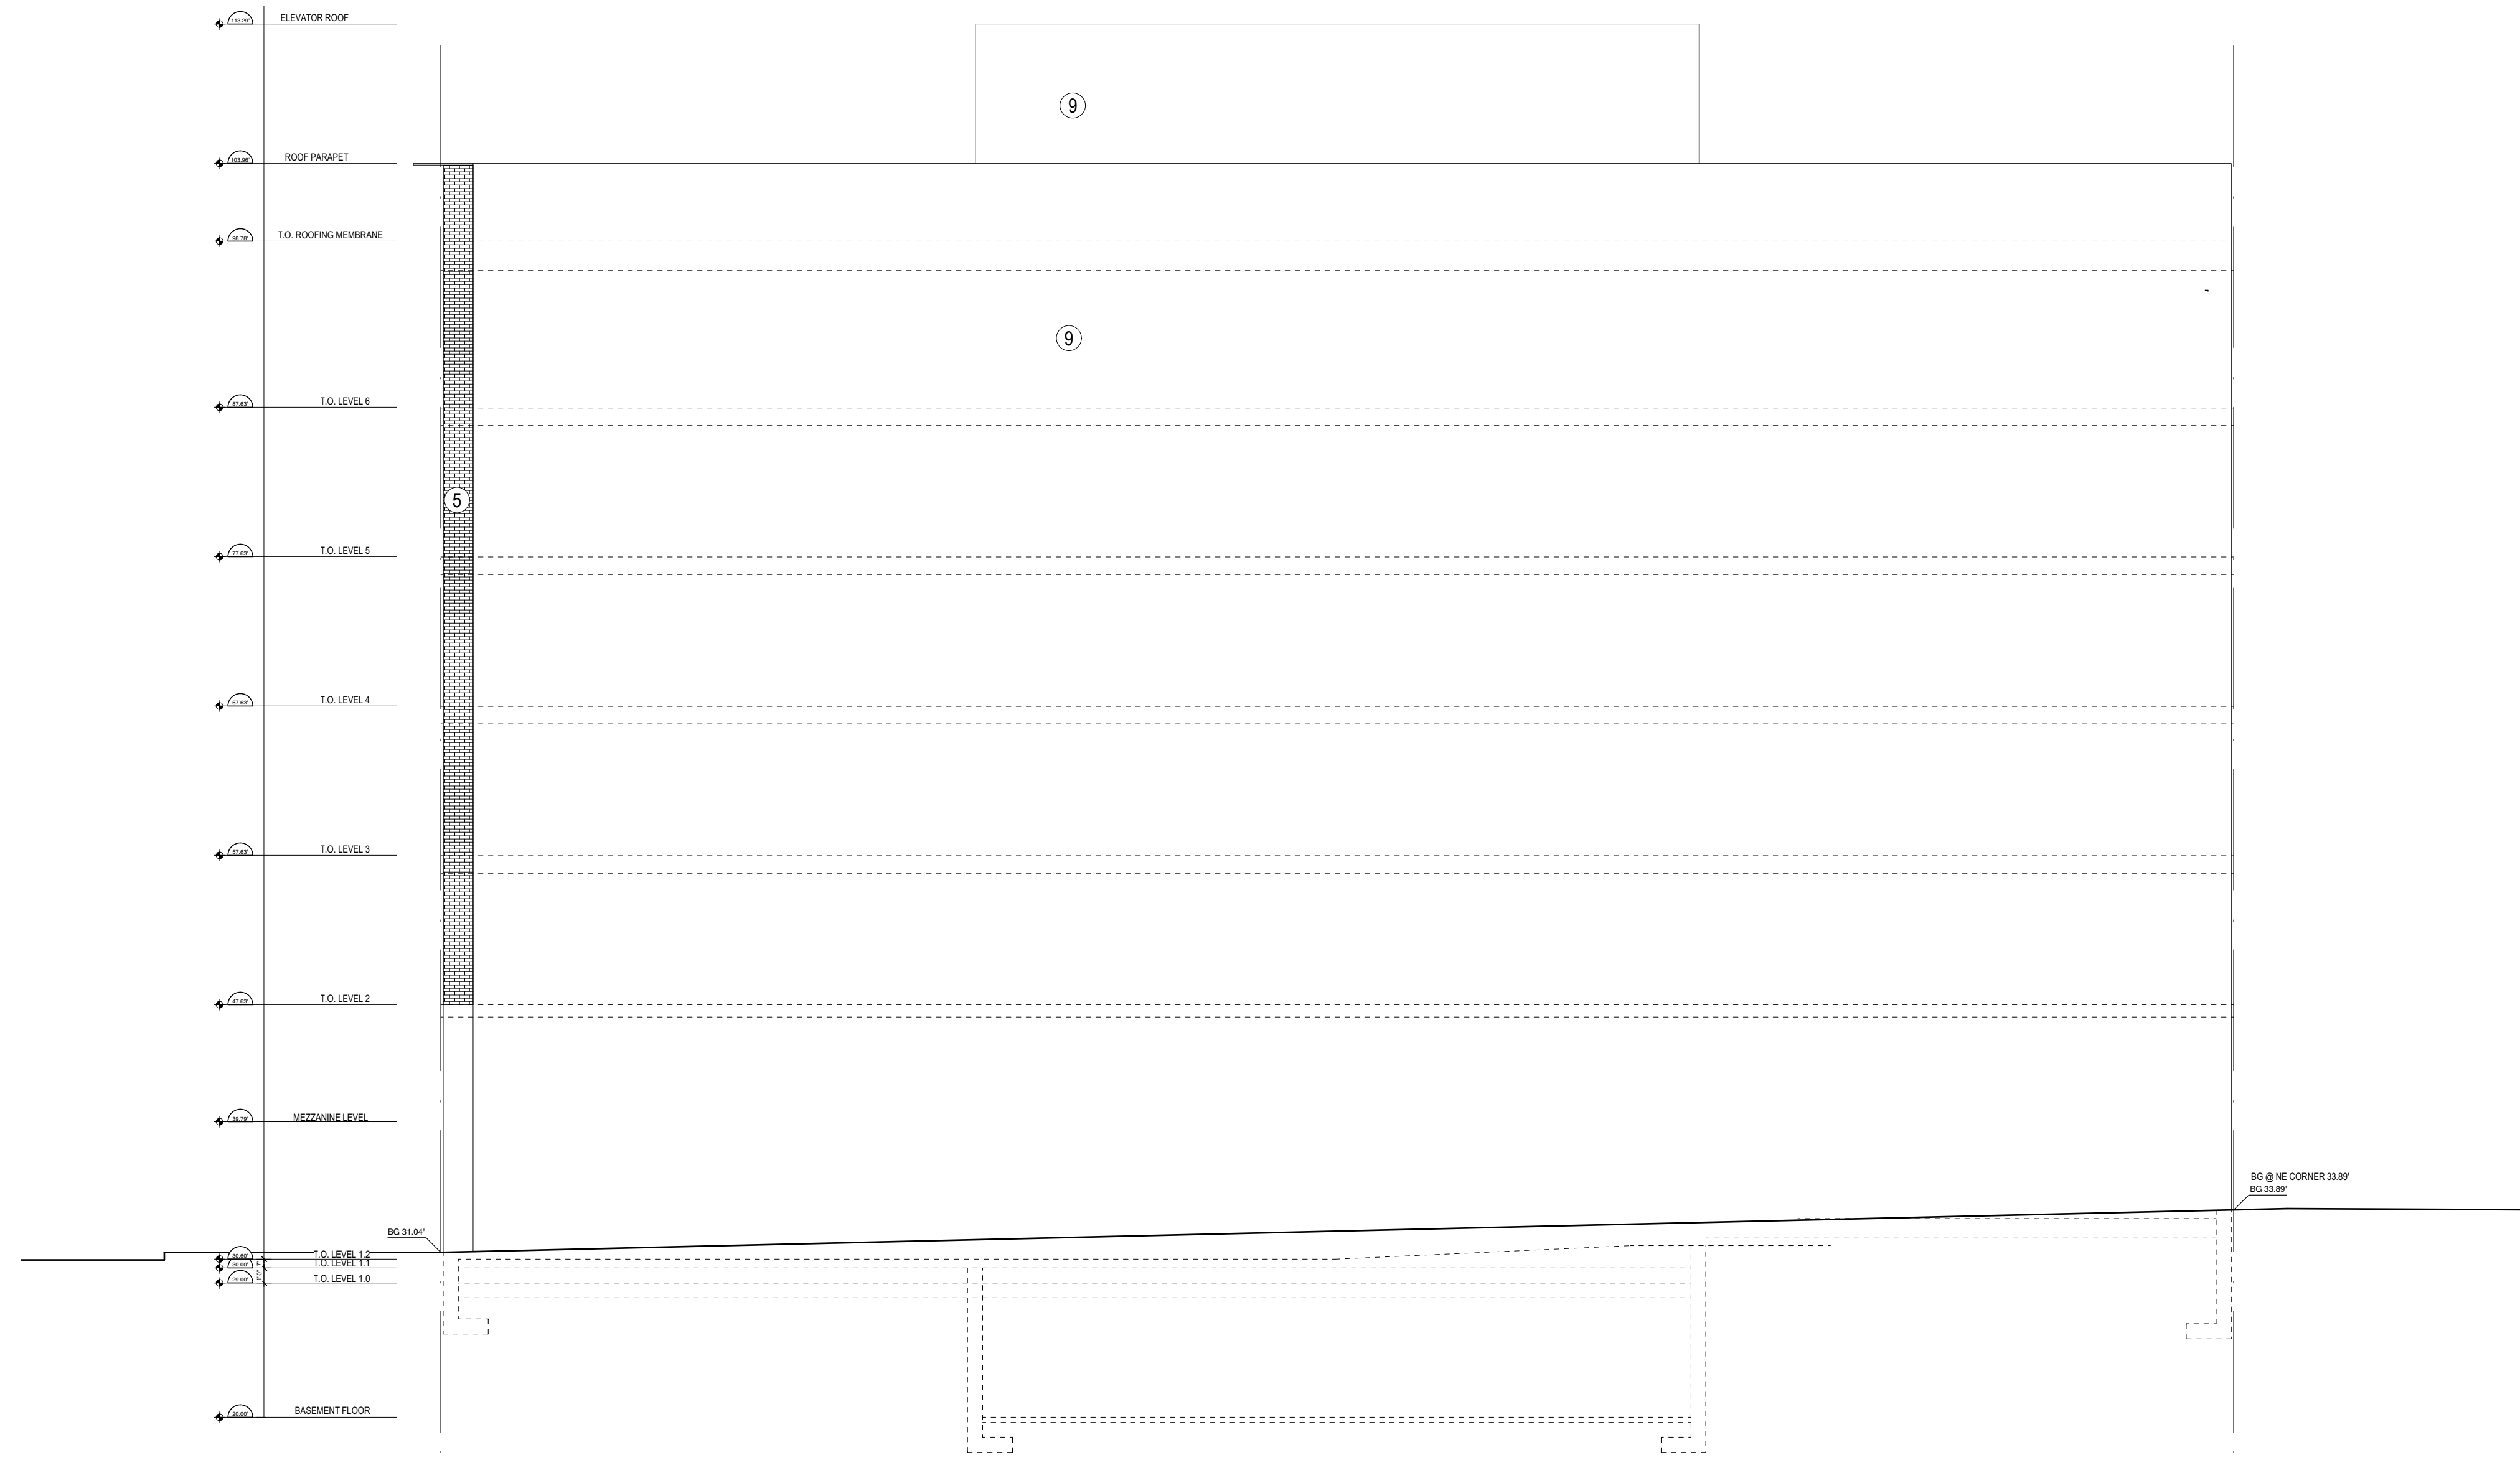 113.29' ELEVATOR ROOF
9
103.96' ROOF PARAPET
98.78' T.O. ROOFING MEMBRANE
9
87.63' T.O. LEVEL 6
5
77.63' T.O. LEVEL 5
67.63' T.O. LEVEL 4
57.63' T.O. LEVEL 3
47.63' T.O. LEVEL 2
39.79' MEZZANINE LEVEL
BG @ NE CORNER 33.89'
BG 33.89'
BG 31.04'
30.60' T.O. LEVEL 1.2
30.00' T.O. LEVEL 1.1
29.00' T.O. LEVEL 1.0
20.00' BASEMENT FLOOR